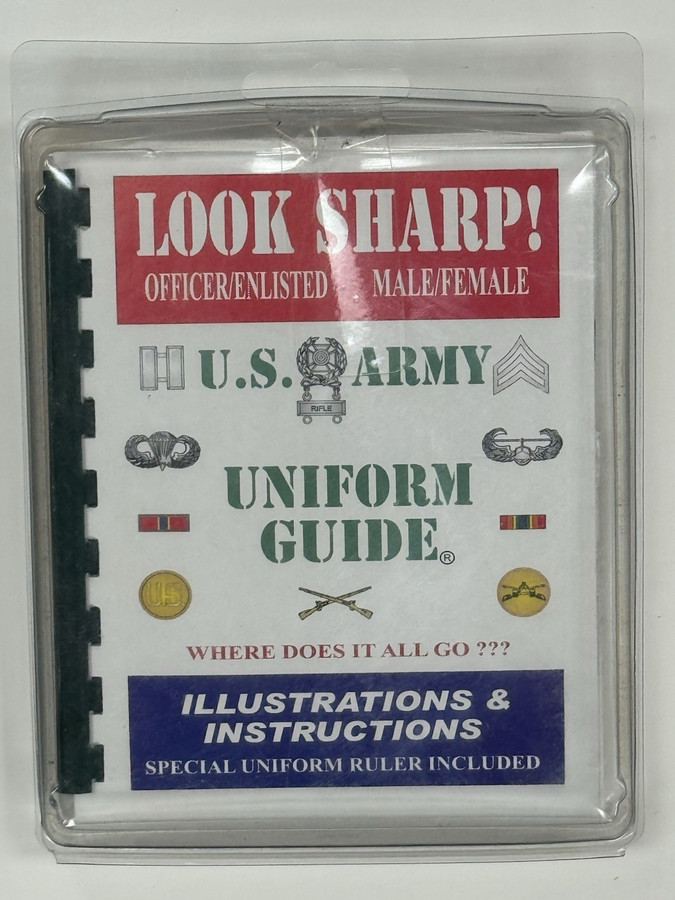 LOOK SHARP!
OFFICER/ENLISTED MALE/FEMALE
U.S. ARMY
RIFLE
UNIFORM
GUIDE®
U.S
WHERE DOES IT ALL GO ???
ILLUSTRATIONS &
INSTRUCTIONS
SPECIAL UNIFORM RULER INCLUDED